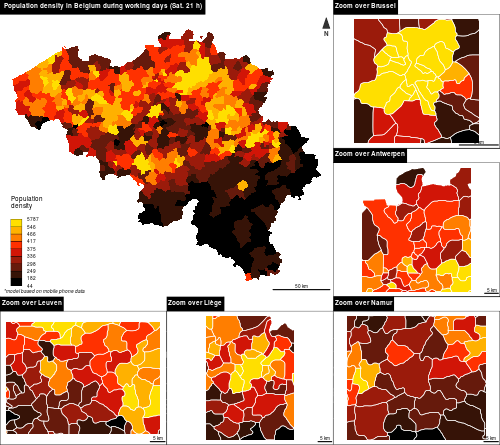 Population density in Belgium during working days (Sat. 21 h)
N
Population
density
5787
546
466
417
375
336
298
249
182
44
*model based on mobile phone data
50 km
Zoom over Brussel
Zoom over Antwerpen
5 km
Zoom over Leuven
5 km
Zoom over Liège
5 km
Zoom over Namur
5 km